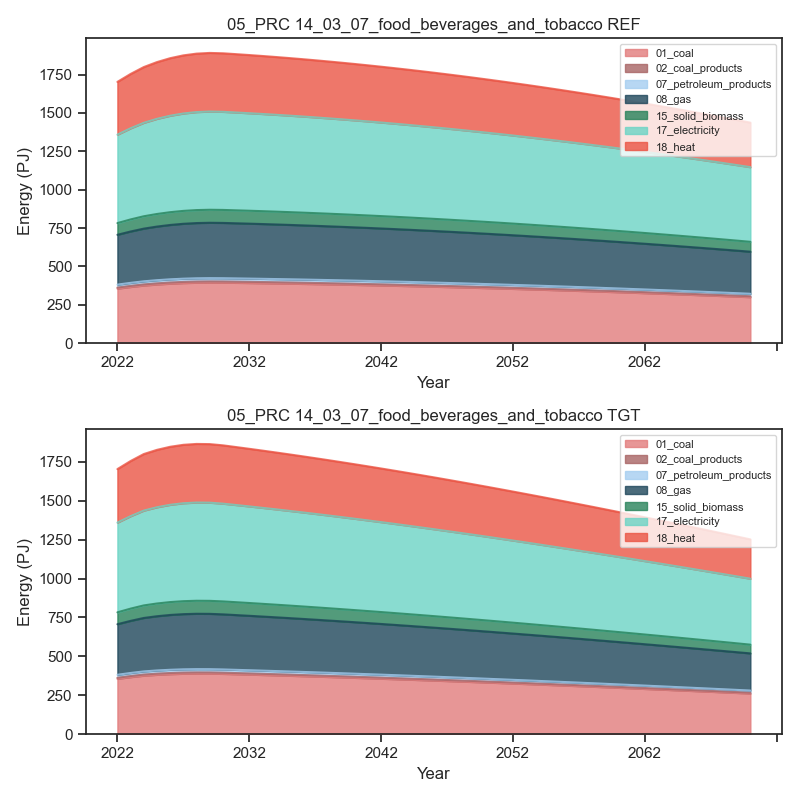 05_PRC 14_03_07_food_beverages_and_tobacco REF
01_coal
02_coal_products
07_petroleum_products
08_gas
15_solid_biomass
17_electricity
18_heat
Energy (PJ)
1750
1500
1250
1000
750
500
250
0
2022 2032 2042 2052 2062
Year
05_PRC 14_03_07_food_beverages_and_tobacco TGT
01_coal
02_coal_products
07_petroleum_products
08_gas
15_solid_biomass
17_electricity
18_heat
Energy (PJ)
1750
1500
1250
1000
750
500
250
0
2022 2032 2042 2052 2062
Year